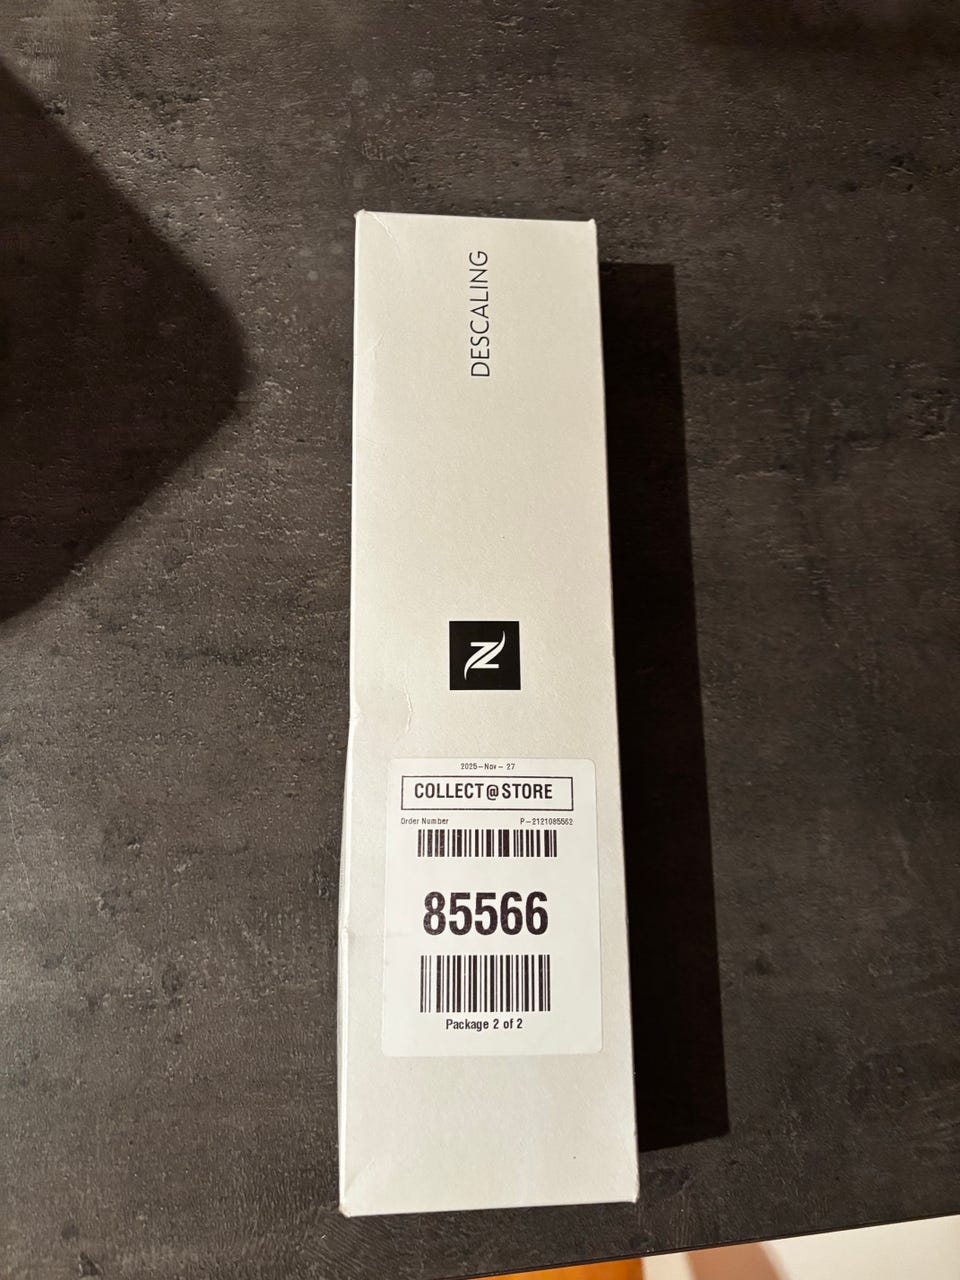 DESCALING
N
2025-Nov-27
COLLECT@STORE
Order Number P-2121085562
85566
Package 2 of 2